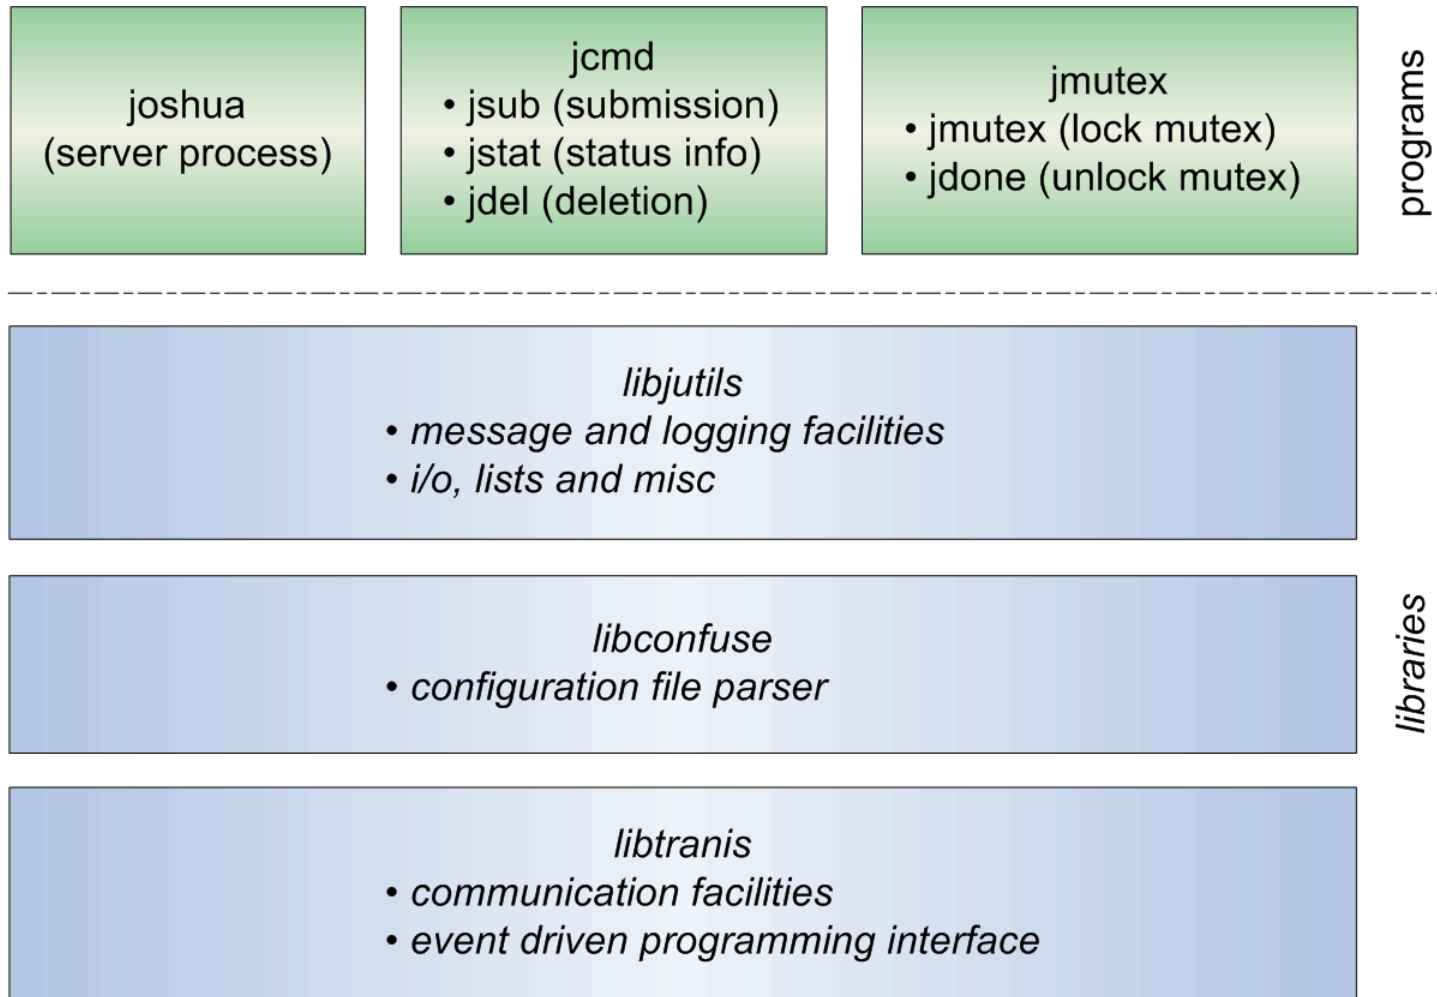 joshua
(server process)
jcmd
• jsub (submission)
• jstat (status info)
• jdel (deletion)
jmutex
• jmutex (lock mutex)
• jdone (unlock mutex)
programs
libjutils
• message and logging facilities
• i/o, lists and misc
libconfuse
• configuration file parser
libraries
libtranis
• communication facilities
• event driven programming interface